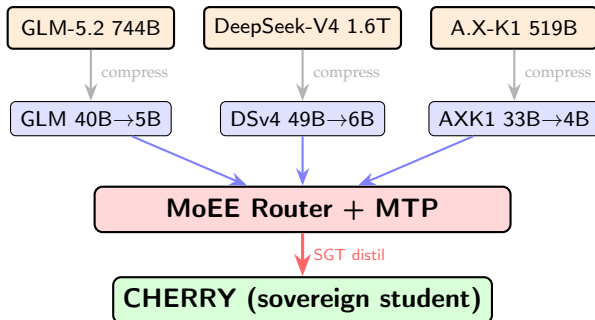 GLM-5.2 744B
DeepSeek-V4 1.6T
A.X-K1 519B
compress
compress
compress
GLM 40B→5B
DSv4 49B→6B
AXK1 33B→4B
MoEE Router + MTP
SGT distil
CHERRY (sovereign student)